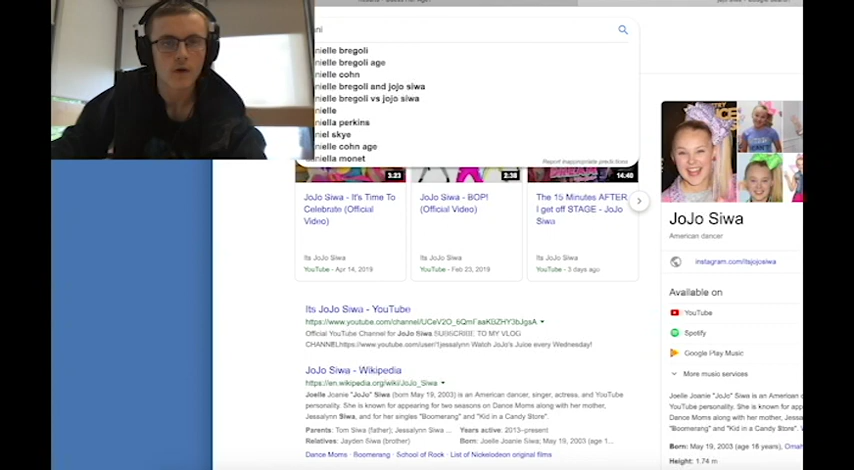 nielle bregoli
nielle bregoli age
nielle cohn
nielle bregoli and jojo siwa
nielle bregoli vs jojo siwa
nielle
niella perkins
niel skye
nielle cohn age
niella monet
Report inappropriate predictions
3:23
2:38
14:40
JoJo Siwa - It's Time To
Celebrate (Official
Video)
Its JoJo Siwa
YouTube - Apr 14, 2019
JoJo Siwa - BOP!
(Official Video)
Its JoJo Siwa
YouTube - Feb 23, 2019
The 15 Minutes AFTER
I get off STAGE - JoJo
Siwa
Its JoJo Siwa
YouTube - 3 days ago
Its JoJo Siwa - YouTube
Official YouTube Channel for JoJo Siwa SUBSCRIBE TO MY VLOG
CHANNELhttps://www.youtube.com/user/1jessalynn Watch JoJo's Juice every Wednesday!
JoJo Siwa - Wikipedia
https://en.wikipedia.org/wiki/JoJo_Siwa
Joelle Joanie "JoJo" Siwa (born May 19, 2003) is an American dancer, singer, actress, and YouTube
personality. She is known for appearing for two seasons on Dance Moms along with her mother,
Jessalynn Siwa, and for her singles "Boomerang" and "Kid in a Candy Store".
Parents: Tom Siwa (father); Jessalynn Siwa ... Years active: 2013–present
Relatives: Jayden Siwa (brother) Born: Joelle Joanie Siwa; May 19, 2003 (age 1...
Dance Moms · Boomerang · School of Rock · List of Nickelodeon original films
JoJo Siwa
American dancer
instagram.com/itsjojosiwa
Available on
YouTube
Spotify
Google Play Music
More music services
Joelle Joanie "JoJo" Siwa is an American dance
YouTube personality. She is known for appearing
seasons on Dance Moms along with her mother,
Siwa, and for her singles "Boomerang" and "Kid in a
Candy Store".
Born: May 19, 2003 (age 16 years), Omah
Height: 1.74 m